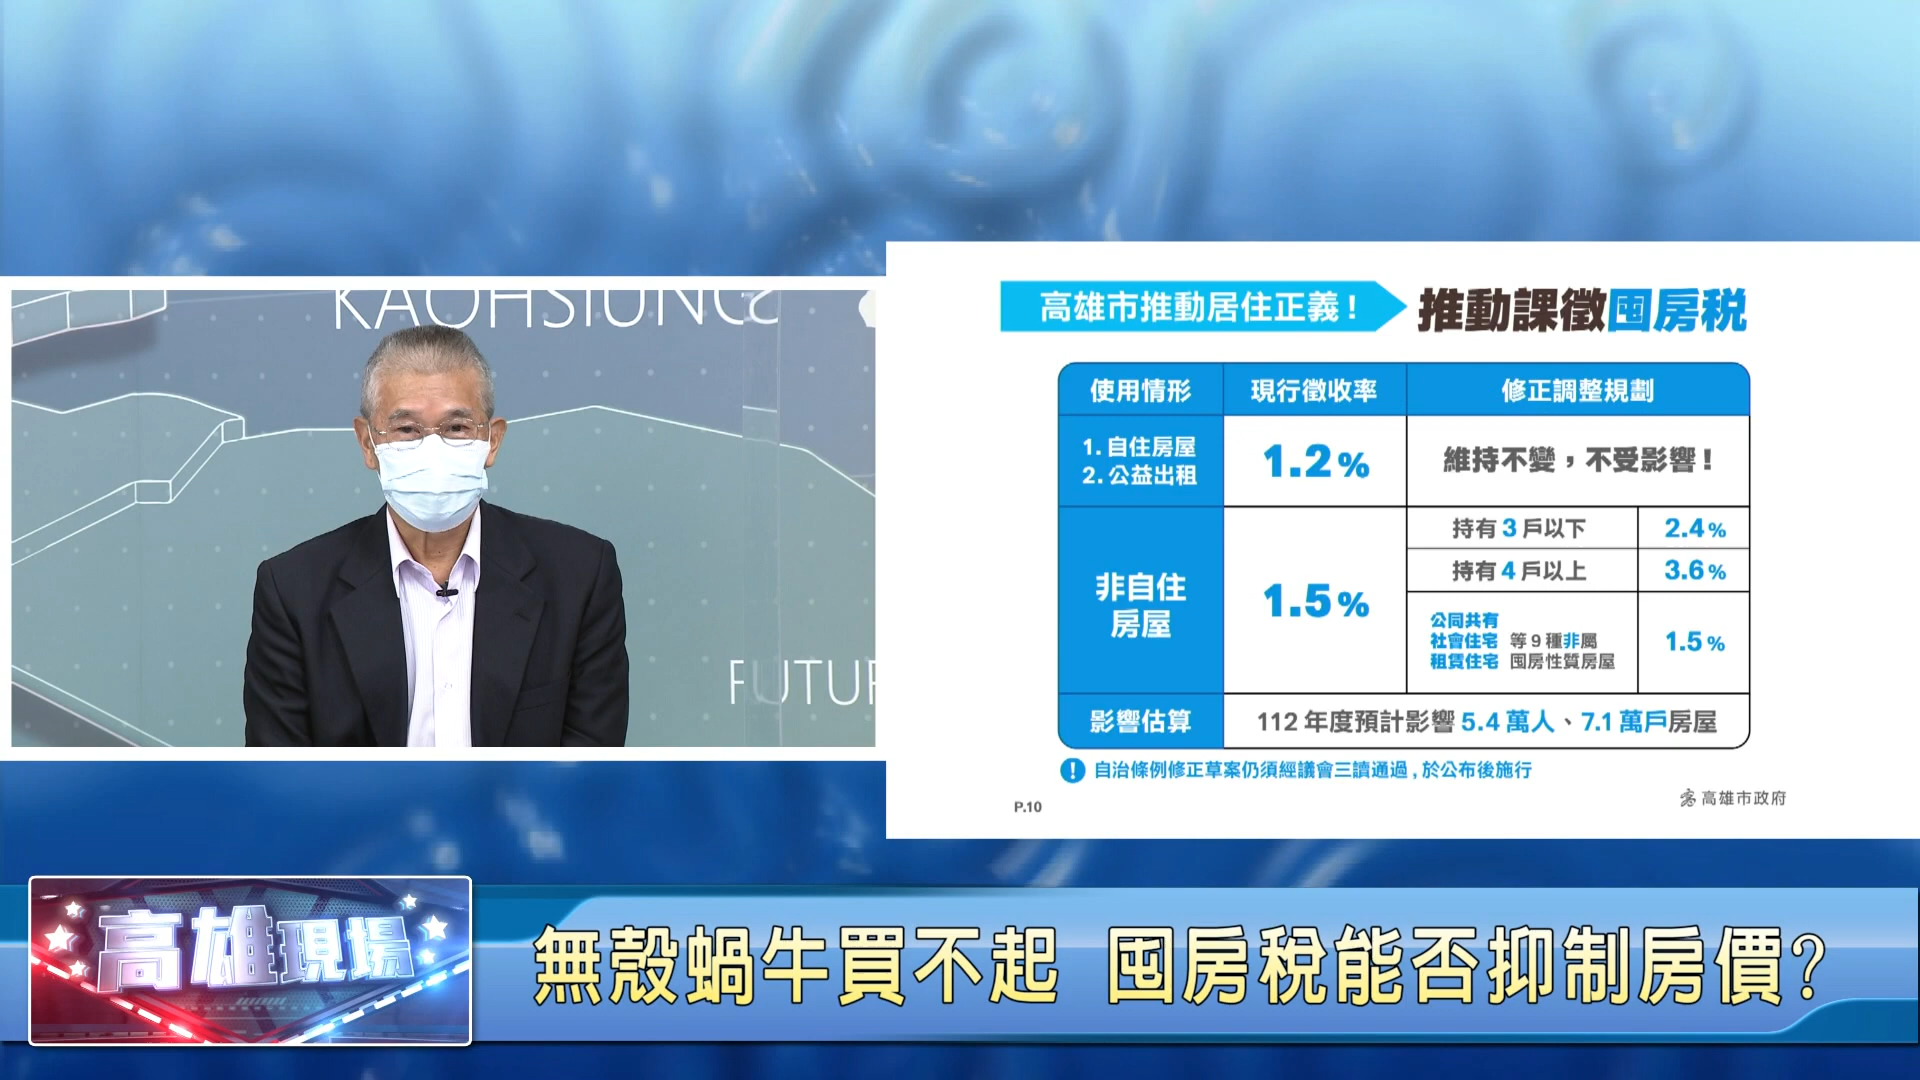 KAOHSIUNG
FUTUR
高雄市推動居住正義！
推動課徵囤房税
使用情形 現行徵收率 修正調整規劃
1. 自住房屋
2. 公益出租
1.2%
維持不變，不受影響！
非自住
房屋
1.5%
持有 3 戶以下 2.4%
持有 4 戶以上 3.6%
公同共有
社會住宅 等 9 種非屬
租賃住宅 囤房性質房屋
1.5%
影響估算 112 年度預計影響 5.4 萬人、7.1 萬戶房屋
! 自治條例修正草案仍須經議會三讀通過，於公布後施行
P.10
高雄市政府
高雄現場
無殼蝸牛買不起 囤房稅能否抑制房價?